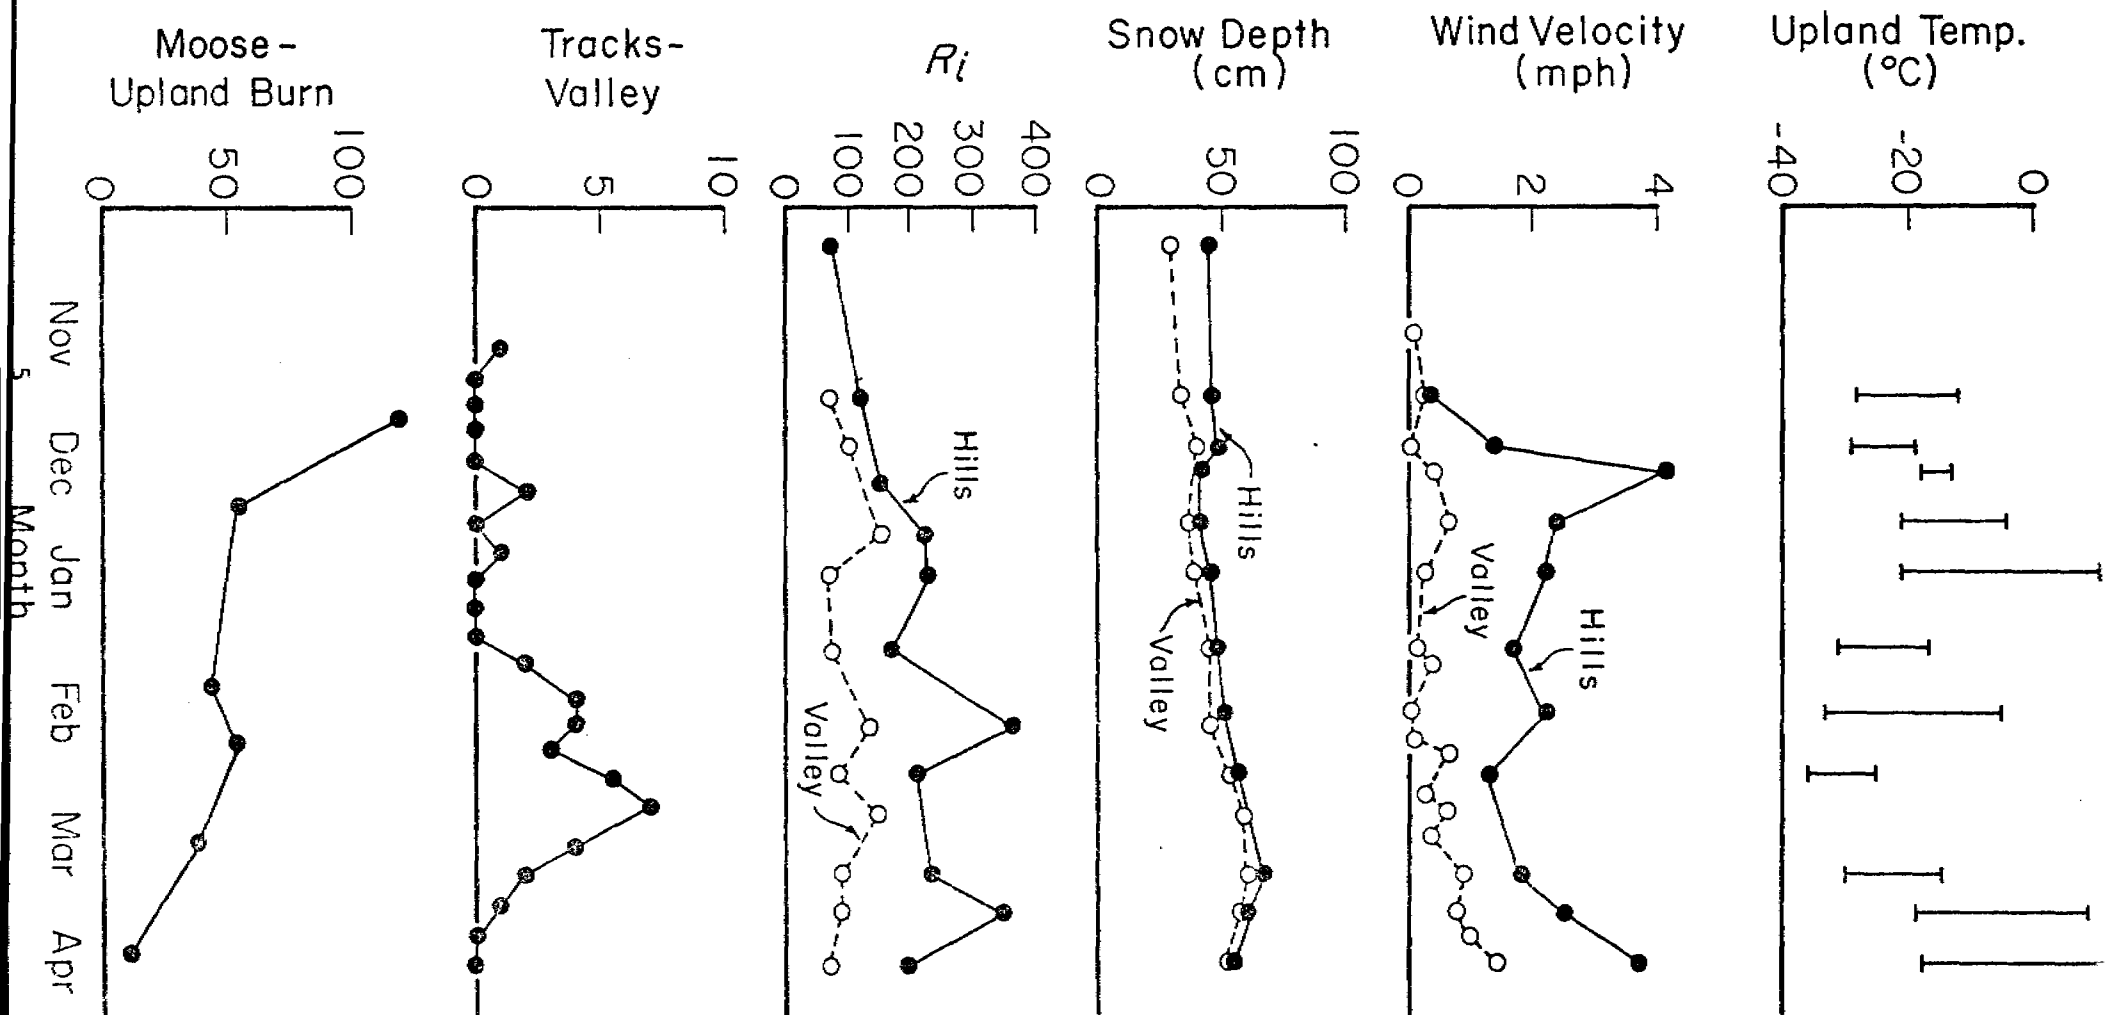 Moose-
Upland Burn
Tracks-
Valley
Ri
Snow Depth
(cm)
Wind Velocity
(mph)
Upland Temp.
(°C)
0
50
100
0
5
10
0
100
200
300
400
0
50
100
0
2
4
-40
-20
0
Nov
Dec
Jan
Feb
Mar
Apr
5
Month
Hills
Valley
Hills
Valley
Valley
Hills